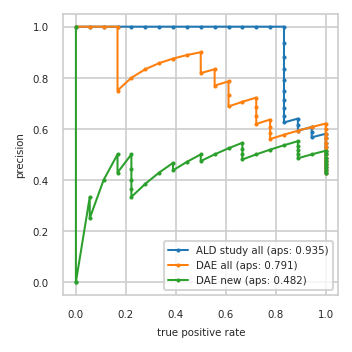 1.0
0.8
0.6
0.4
0.2
0.0
precision
ALD study all (aps: 0.935)
DAE all (aps: 0.791)
DAE new (aps: 0.482)
0.0 0.2 0.4 0.6 0.8 1.0
true positive rate